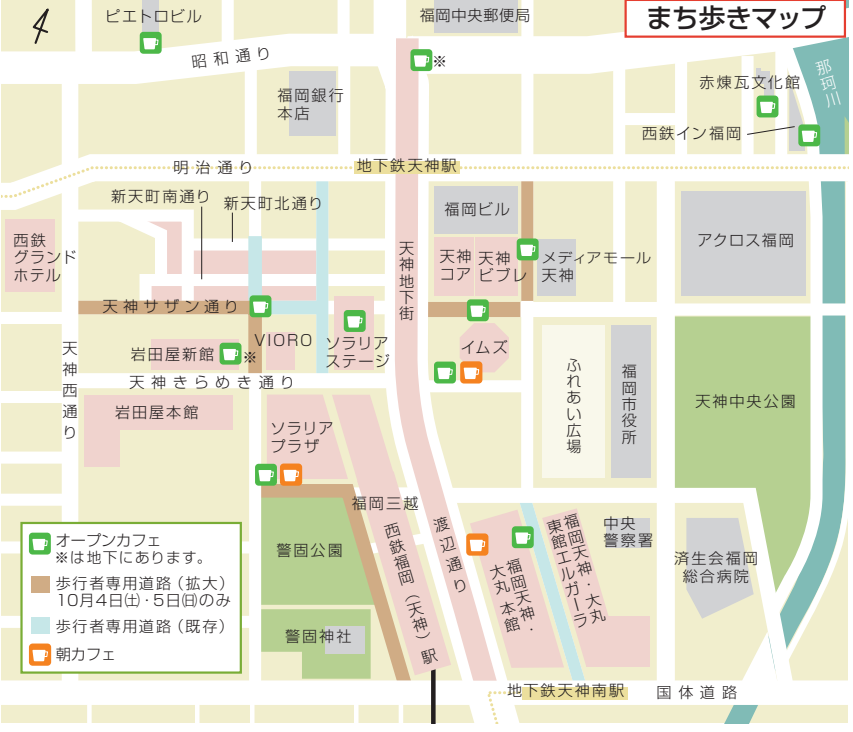 まち歩きマップ
ピエトロビル
福岡中央郵便局
昭和通り
※
那珂川
赤煉瓦文化館
福岡銀行
本店
西鉄イン福岡
明治通り
地下鉄天神駅
新天町南通り
新天町北通り
福岡ビル
西鉄
グランド
ホテル
天神地下街
天神
コア
天神
ビブレ
メディアモール
天神
アクロス福岡
天神サザン通り
VIORO
ソラリア
ステージ
イムズ
岩田屋新館
※
天神西通り
天神きらめき通り
ふれあい広場
福岡市役所
天神中央公園
岩田屋本館
ソラリア
プラザ
福岡三越
西鉄福岡（天神）駅
渡辺通り
福岡天神・
大丸 本館
福岡天神・大丸
東館エルガーラ
中央
警察署
済生会福岡
総合病院
警固公園
警固神社
オープンカフェ
※は地下にあります。
歩行者専用道路（拡大）
10月4日㈯・5日㈰のみ
歩行者専用道路（既存）
朝カフェ
地下鉄天神南駅
国体道路